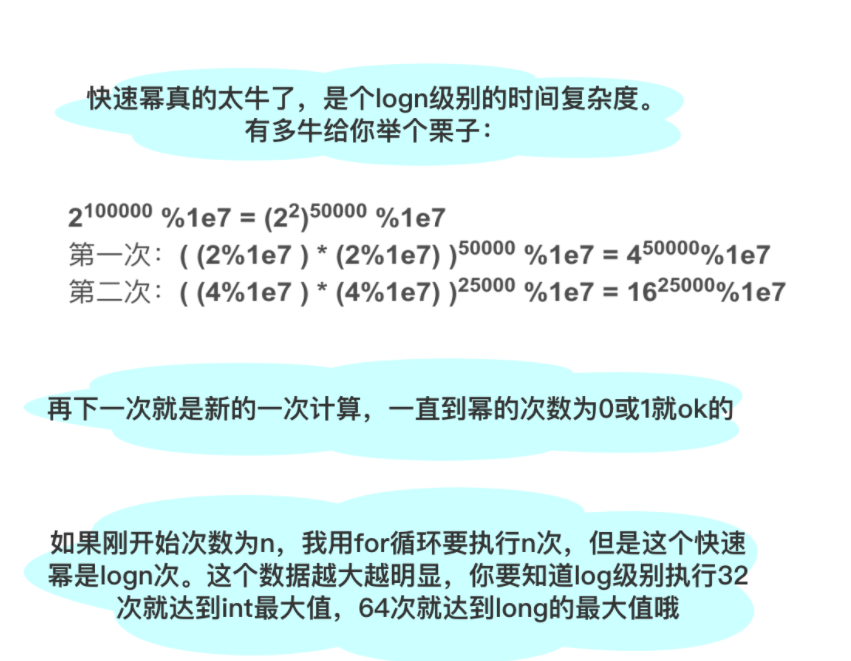 快速幂真的太牛了，是个logn级别的时间复杂度。
有多牛给你举个栗子：
2¹⁰⁰⁰⁰⁰ %1e7 = (2²)⁵⁰⁰⁰⁰ %1e7
第一次：( (2%1e7 ) * (2%1e7) )⁵⁰⁰⁰⁰ %1e7 = 4⁵⁰⁰⁰⁰%1e7
第二次：( (4%1e7 ) * (4%1e7) )²⁵⁰⁰⁰ %1e7 = 16²⁵⁰⁰⁰%1e7
再下一次就是新的一次计算，一直到幂的次数为0或1就ok的
如果刚开始次数为n，我用for循环要执行n次，但是这个快速
幂是logn次。这个数据越大越明显，你要知道log级别执行32
次就达到int最大值，64次就达到long的最大值哦